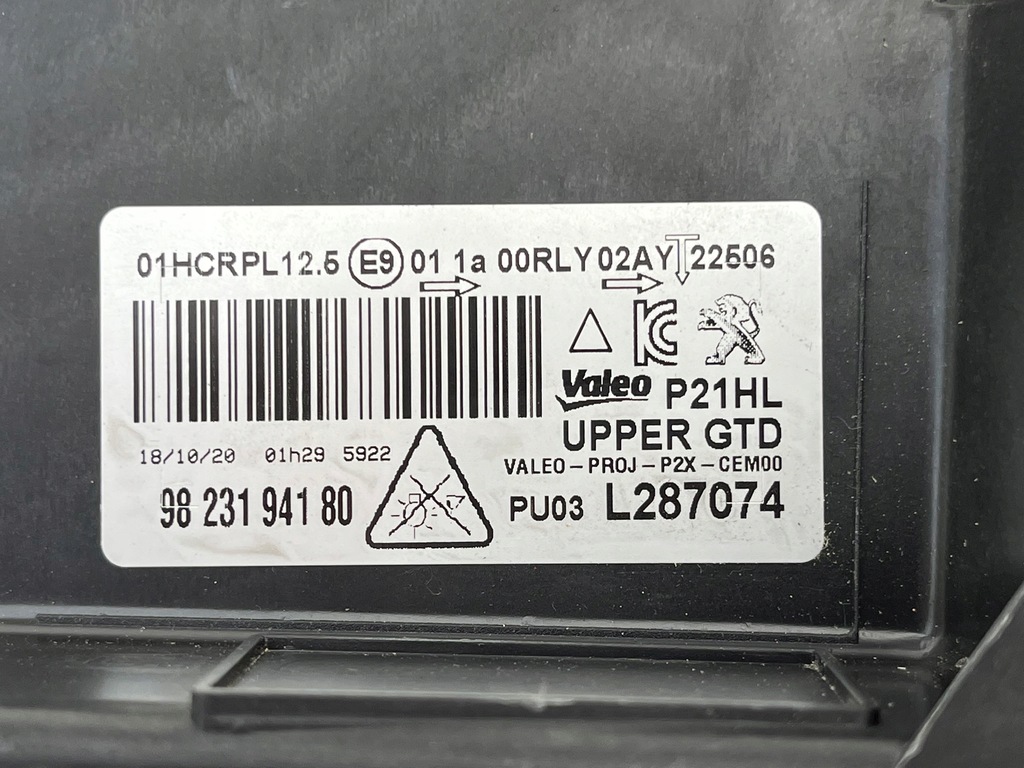 01HCRPL12.5 E9 01 1a 00RLY 02AY 22506
KC
Valeo P21HL
UPPER GTD
18/10/20 01h29 5922
VALEO-PROJ-P2X-CEM00
98 231 941 80
PU03 L287074